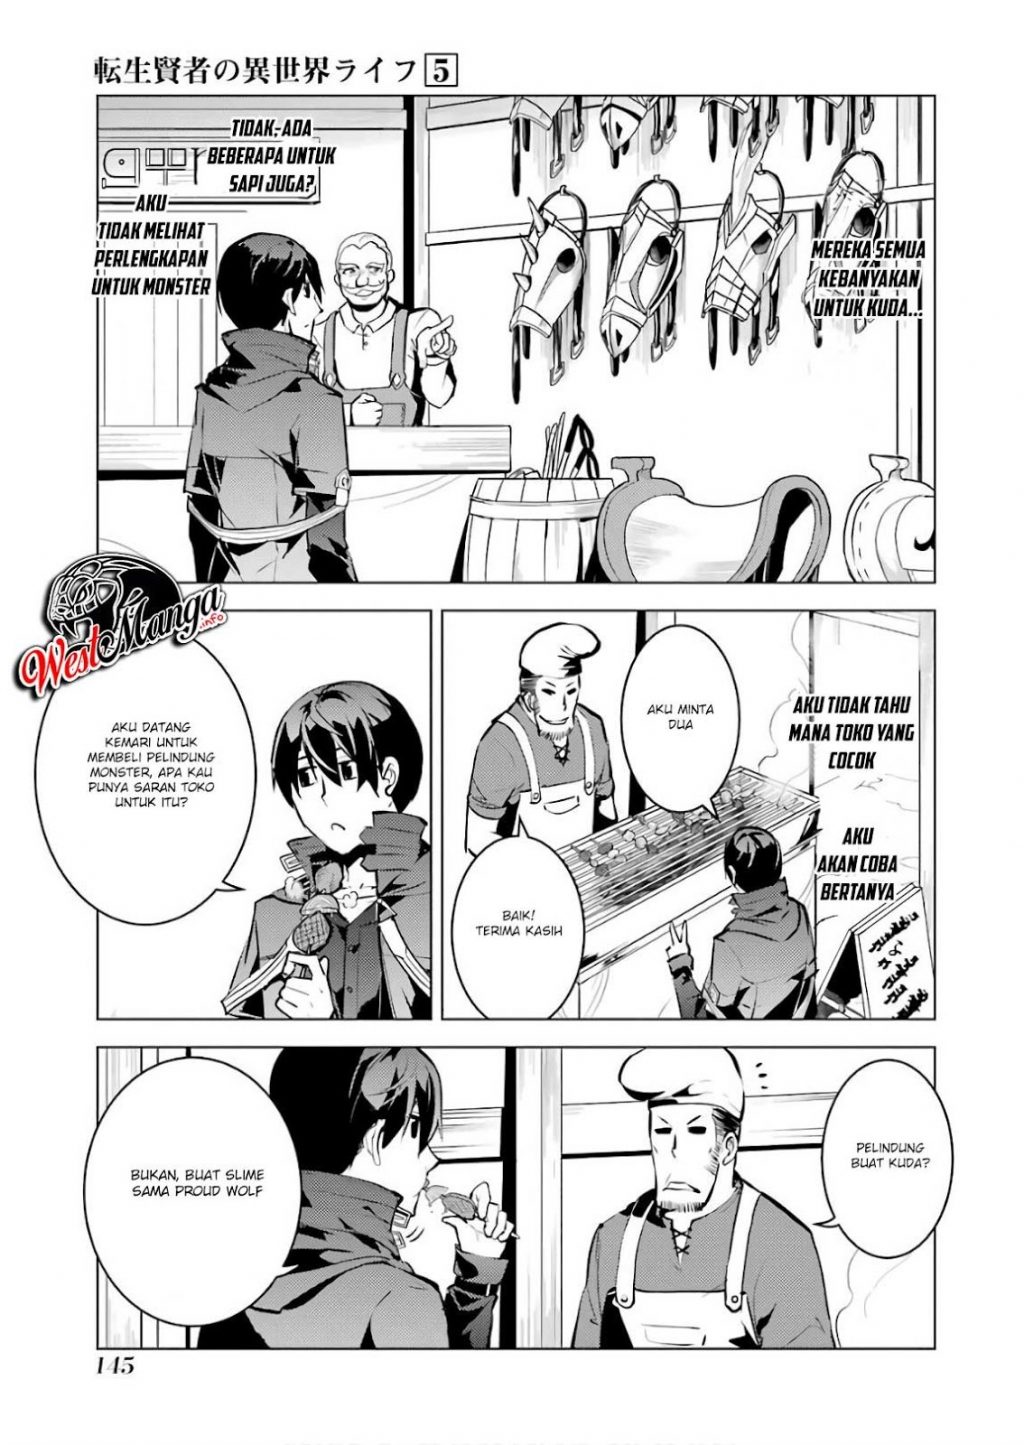 転生賢者の異世界ライフ 5
MEREKA SEMUA
KEBANYAKAN
UNTUK KUDA...
TIDAK, ADA
BEBERAPA UNTUK
SAPI JUGA?
AKU
TIDAK MELIHAT
PERLENGKAPAN
UNTUK MONSTER
WestManga
.info
AKU TIDAK TAHU
MANA TOKO YANG
COCOK
AKU
AKAN COBA
BERTANYA
AKU MINTA
DUA
BAIK!
TERIMA KASIH
AKU DATANG
KEMARI UNTUK
MEMBELI PELINDUNG
MONSTER, APA KAU
PUNYA SARAN TOKO
UNTUK ITU?
PELINDUNG
BUAT KUDA?
BUKAN, BUAT SLIME
SAMA PROUD WOLF
145